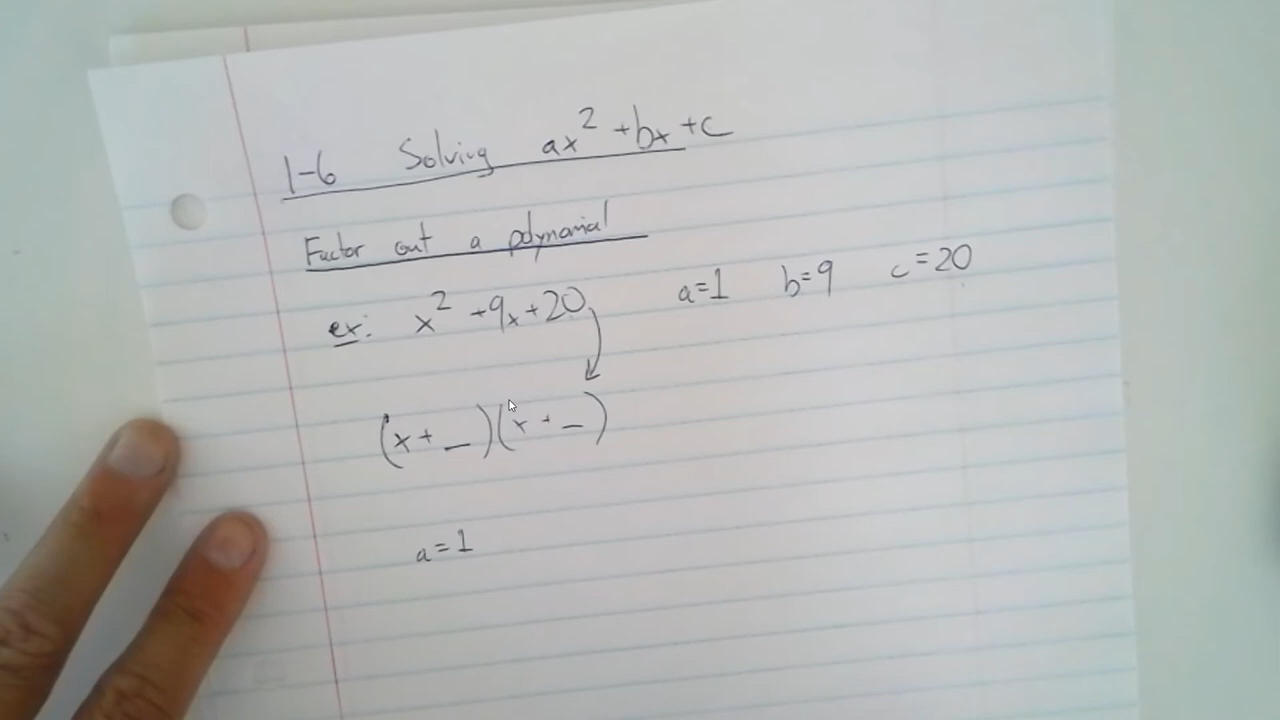 1-6 Solving ax² +bx +c
Factor out a polynomial
ex: x² +9x+20 a=1 b=9 c=20
(x + _)(x + _)
a=1